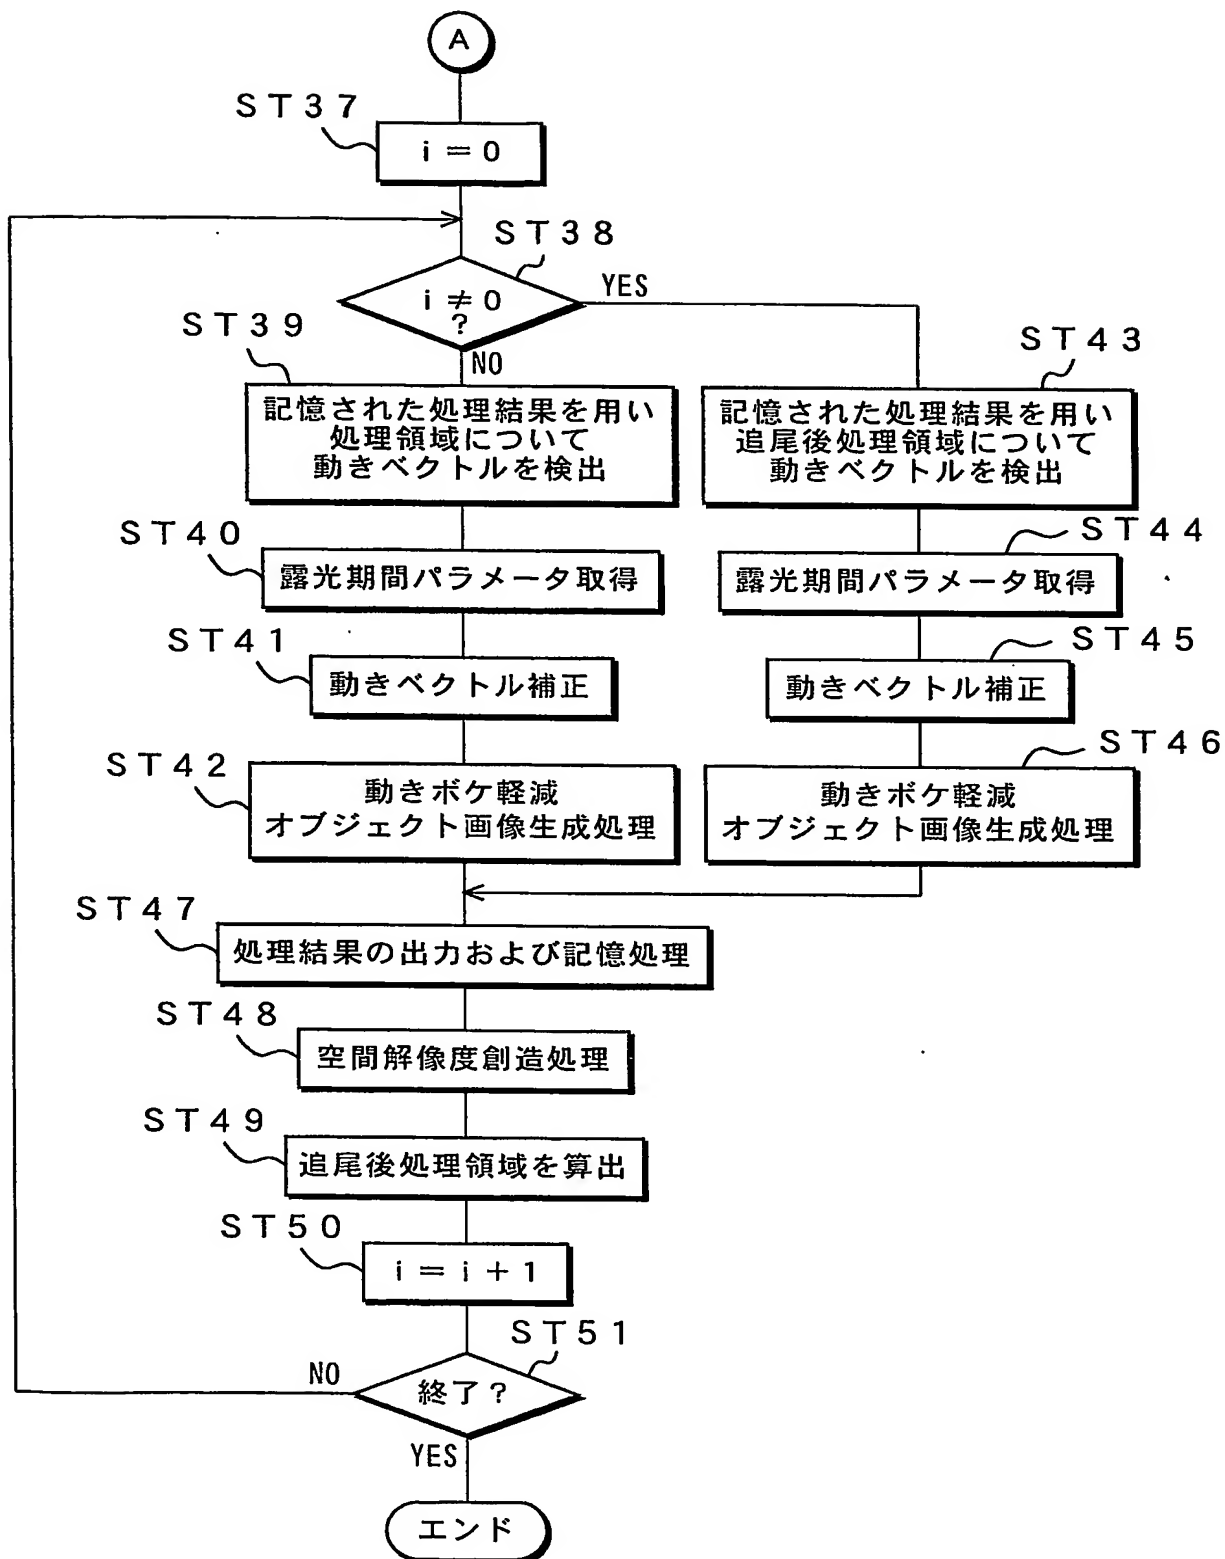 A
ST37
i=0
ST38
i≠0
?
YES
NO
ST39
記憶された処理結果を用い
処理領域について
動きベクトルを検出
ST43
記憶された処理結果を用い
追尾後処理領域について
動きベクトルを検出
ST40
露光期間パラメータ取得
ST44
露光期間パラメータ取得
ST41
動きベクトル補正
ST45
動きベクトル補正
ST42
動きボケ軽減
オブジェクト画像生成処理
ST46
動きボケ軽減
オブジェクト画像生成処理
ST47
処理結果の出力および記憶処理
ST48
空間解像度創造処理
ST49
追尾後処理領域を算出
ST50
i=i+1
ST51
終了?
NO
YES
エンド